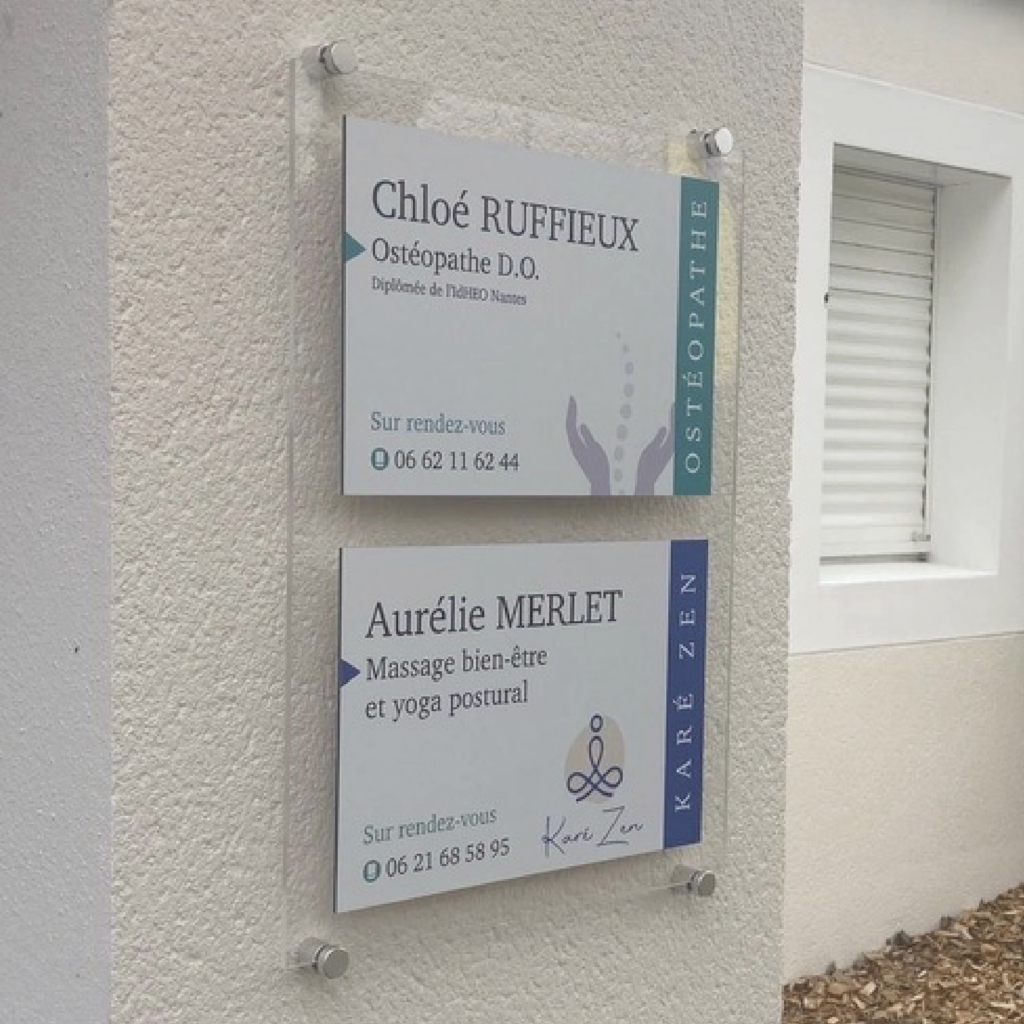 Chloé RUFFIEUX
Ostéopathe D.O.
Diplômée de l'IdHEO Nantes
Sur rendez-vous
06 62 11 62 44
OSTÉOPATHE
Aurélie MERLET
Massage bien-être
et yoga postural
Sur rendez-vous
06 21 68 58 95
Karé Zen
KARÉ ZEN